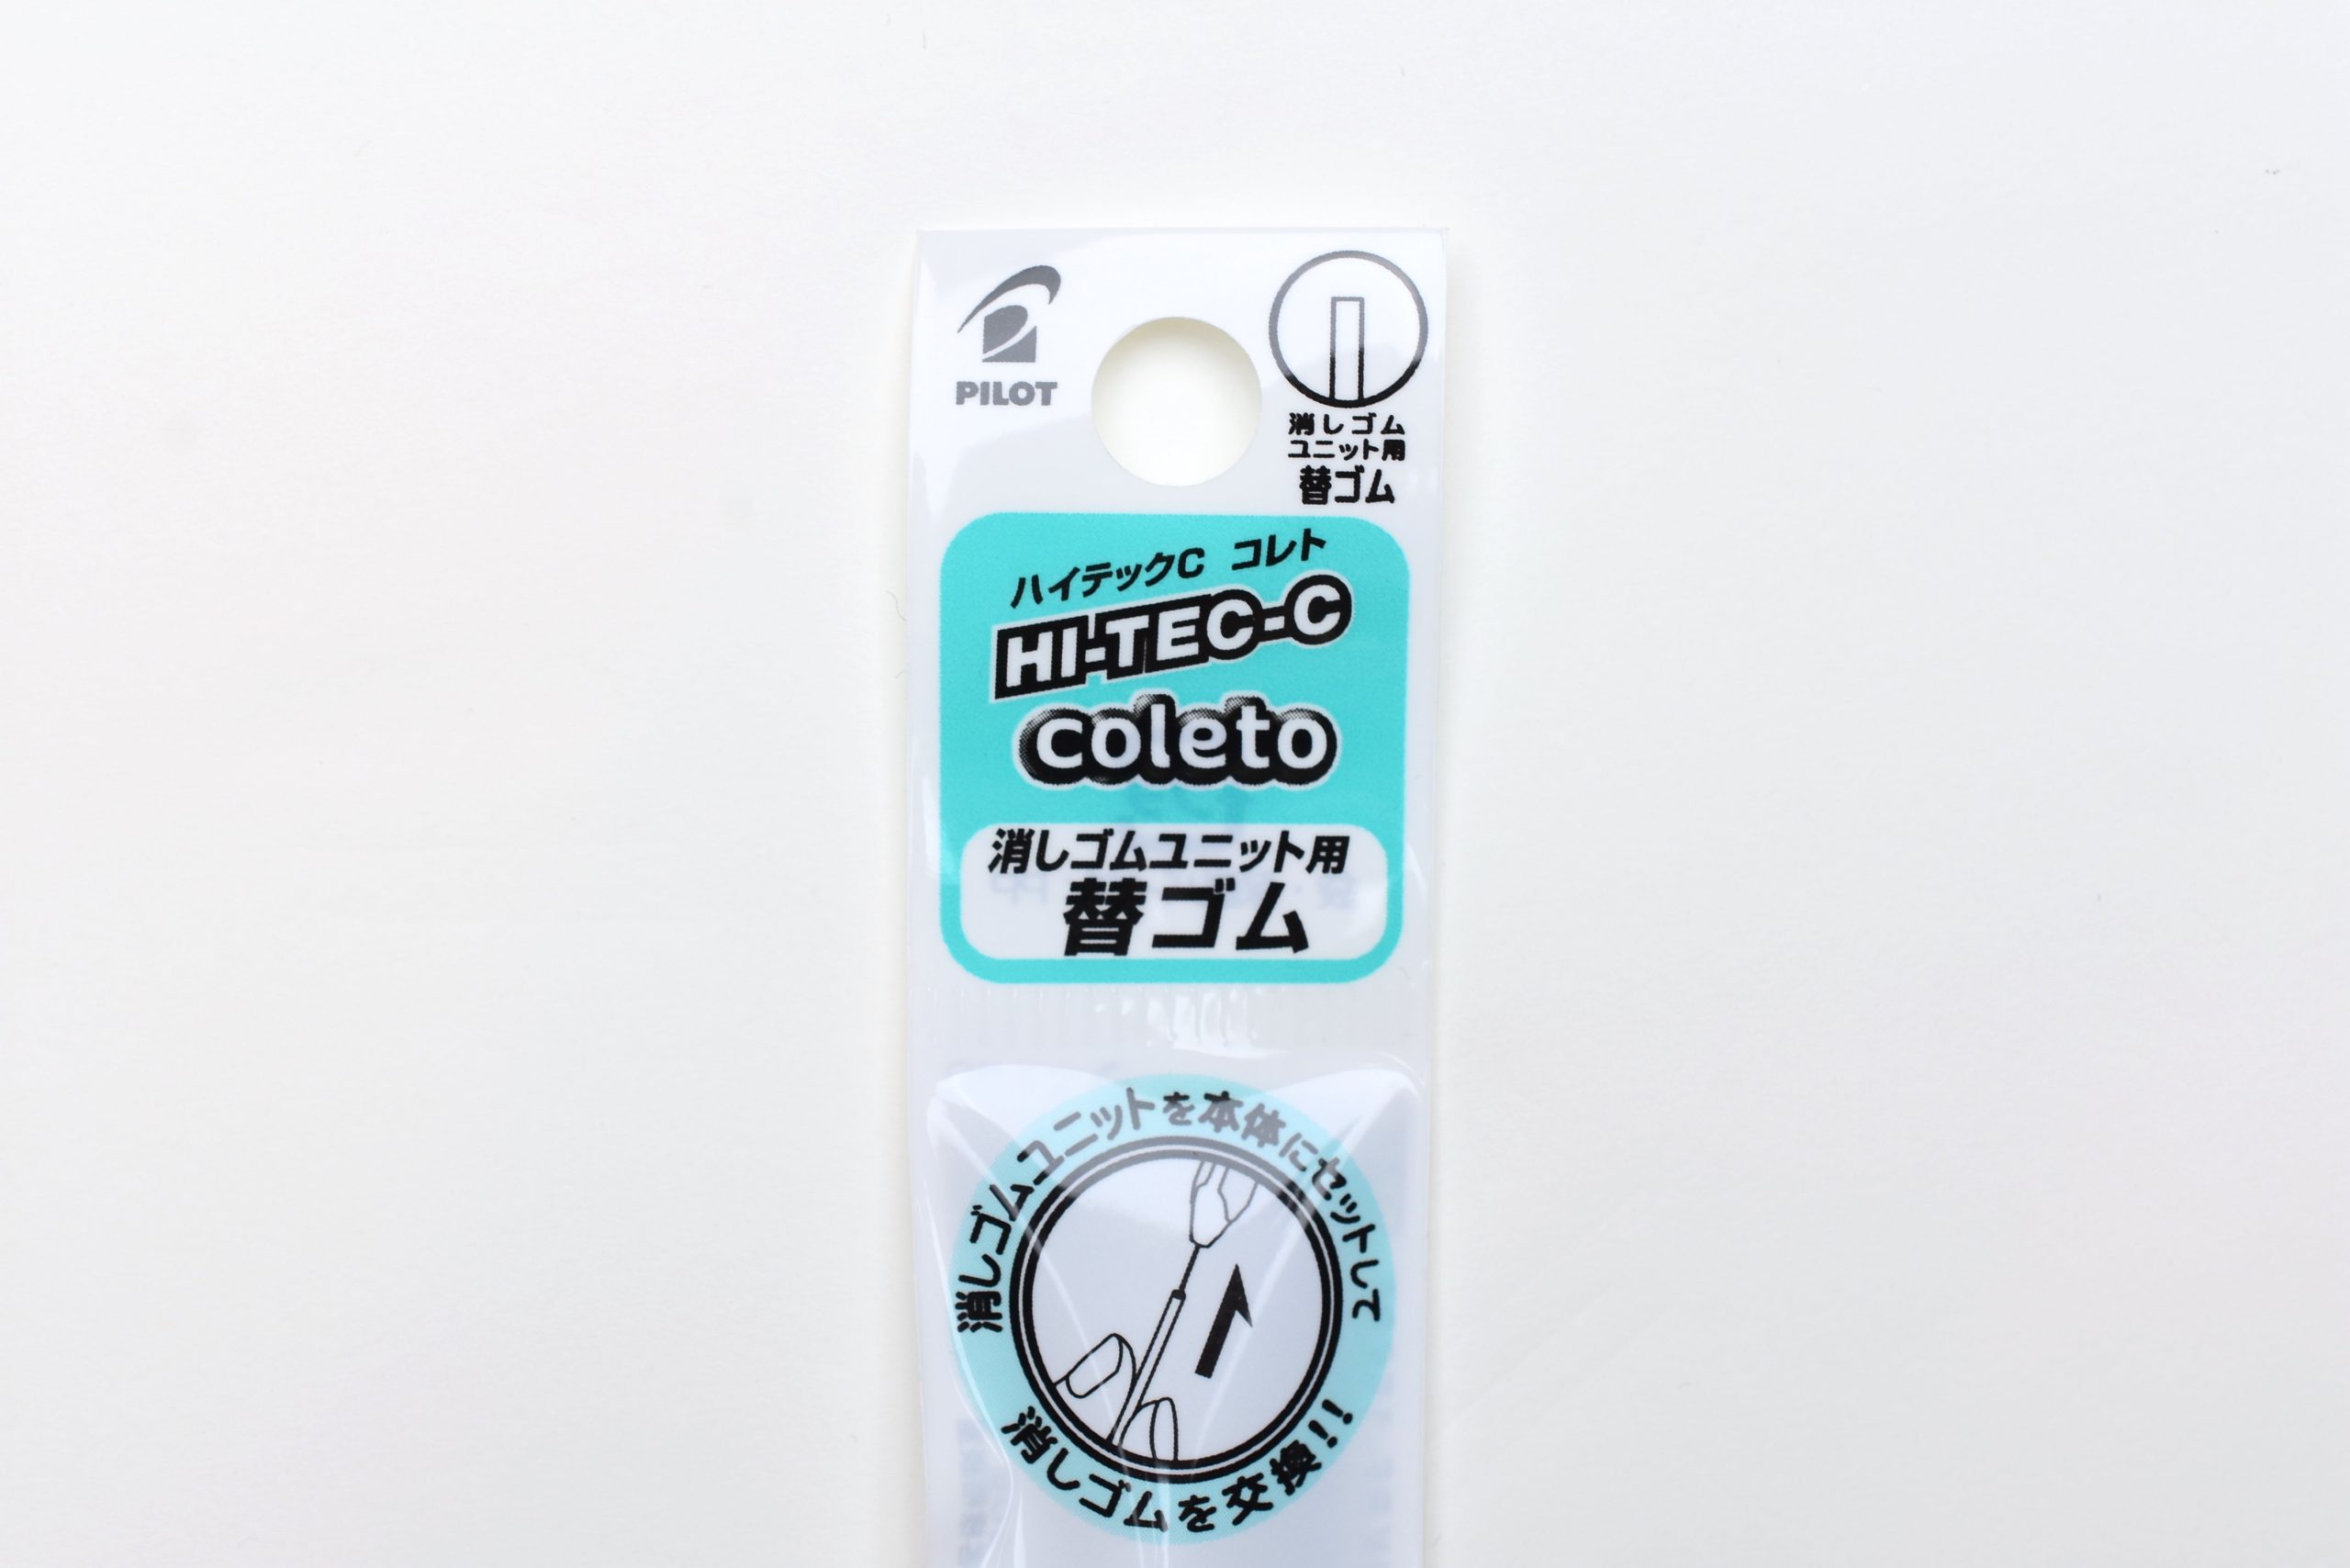 PILOT
消しゴム
ユニット用
替ゴム
ハイテックC コレト
HI-TEC-C
coleto
消しゴムユニット用
替ゴム
消しゴムユニットを本体にセットして
消しゴムを交換!!